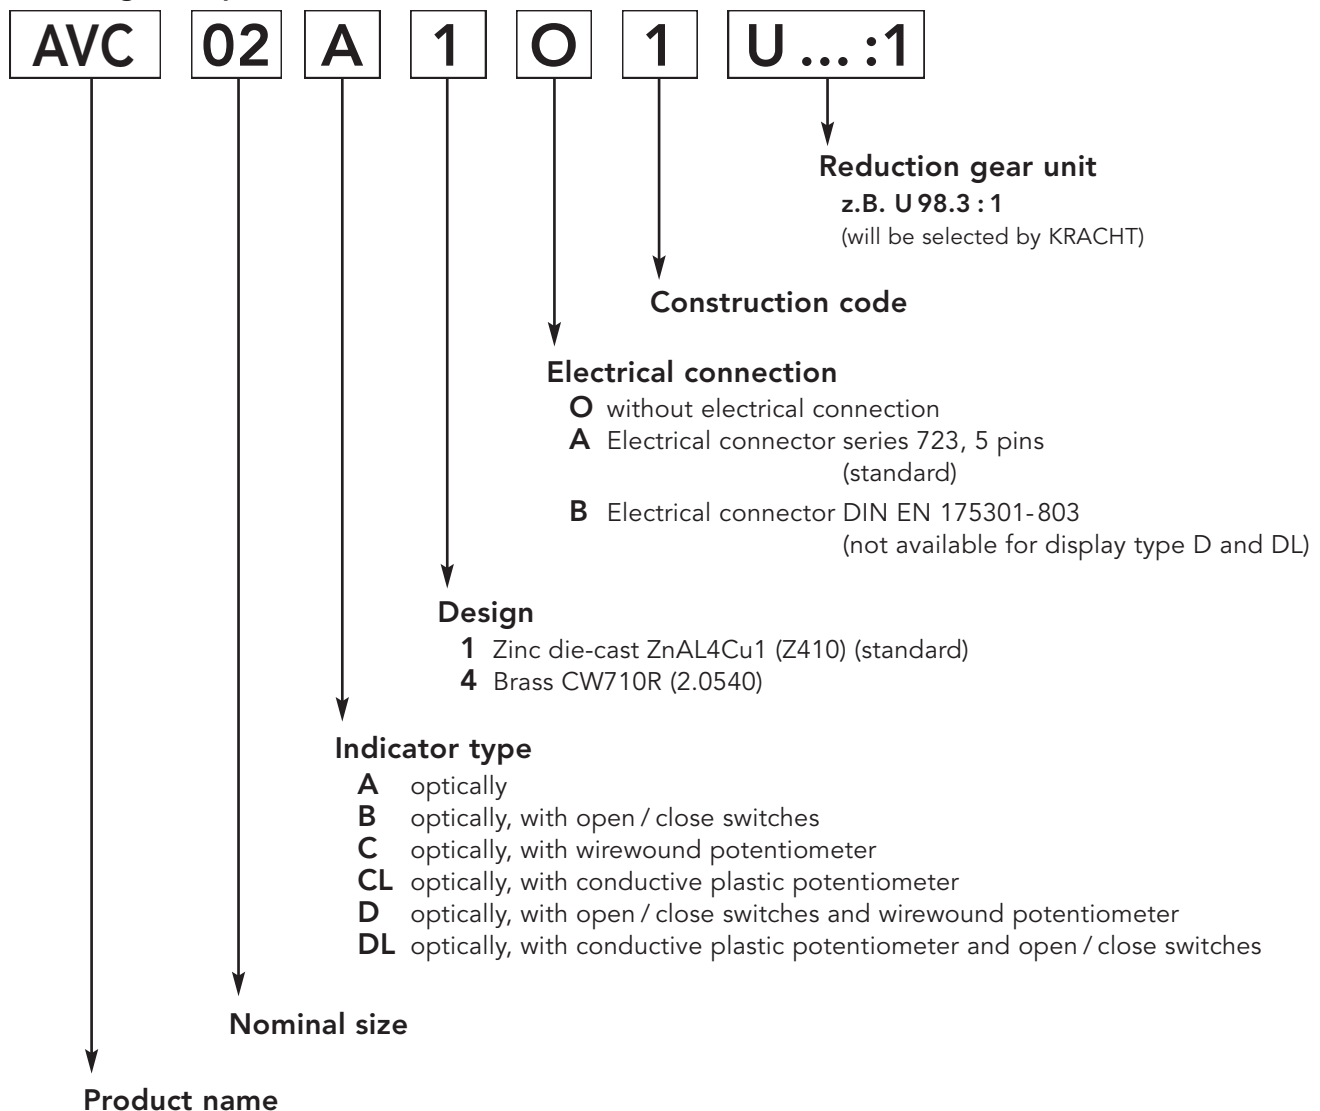 AVC 02 A 1 O 1 U ... :1
Reduction gear unit
z.B. U 98.3 : 1
(will be selected by KRACHT)
Construction code
Electrical connection
O without electrical connection
A Electrical connector series 723, 5 pins
(standard)
B Electrical connector DIN EN 175301-803
(not available for display type D and DL)
Design
1 Zinc die-cast ZnAL4Cu1 (Z410) (standard)
4 Brass CW710R (2.0540)
Indicator type
A optically
B optically, with open / close switches
C optically, with wirewound potentiometer
CL optically, with conductive plastic potentiometer
D optically, with open / close switches and wirewound potentiometer
DL optically, with conductive plastic potentiometer and open / close switches
Nominal size
Product name